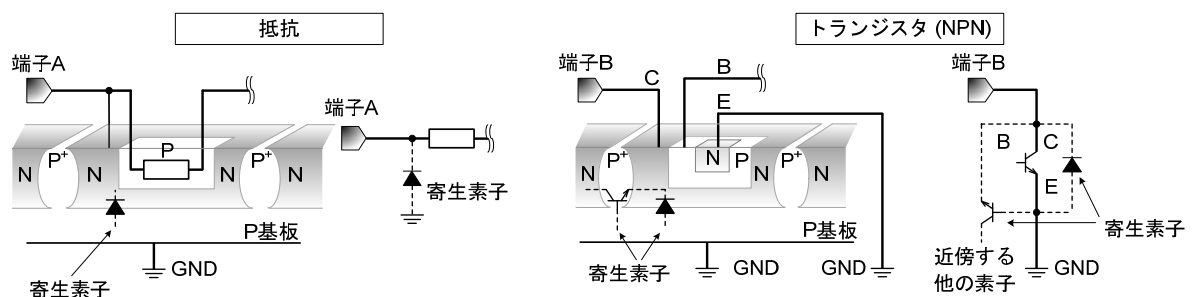 抵抗
端子A
N
P+
N
P
N
P+
N
P基板
寄生素子
GND
端子A
寄生素子
トランジスタ (NPN)
端子B
C
B
E
N
P+
N
N
P
N
P+
N
P基板
寄生素子
GND
GND
端子B
B
C
E
寄生素子
近傍する
他の素子
GND